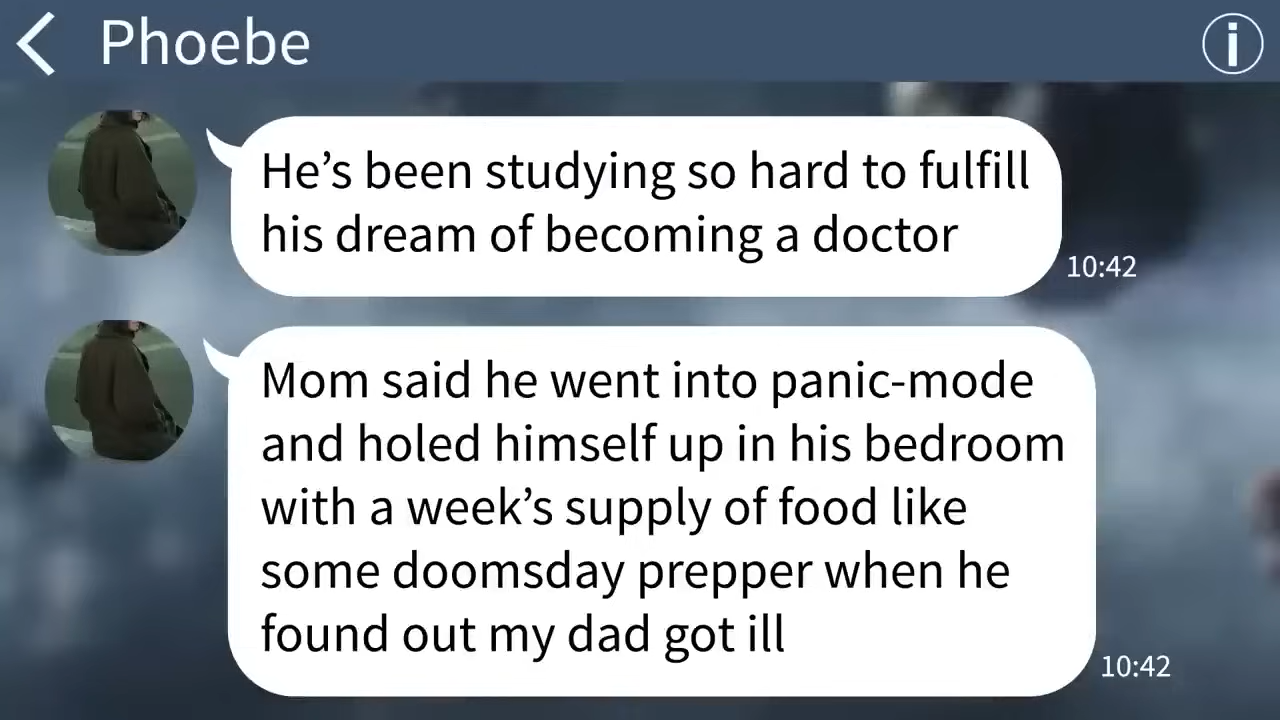 Phoebe
He’s been studying so hard to fulfill
his dream of becoming a doctor
10:42
Mom said he went into panic-mode
and holed himself up in his bedroom
with a week’s supply of food like
some doomsday prepper when he
found out my dad got ill
10:42